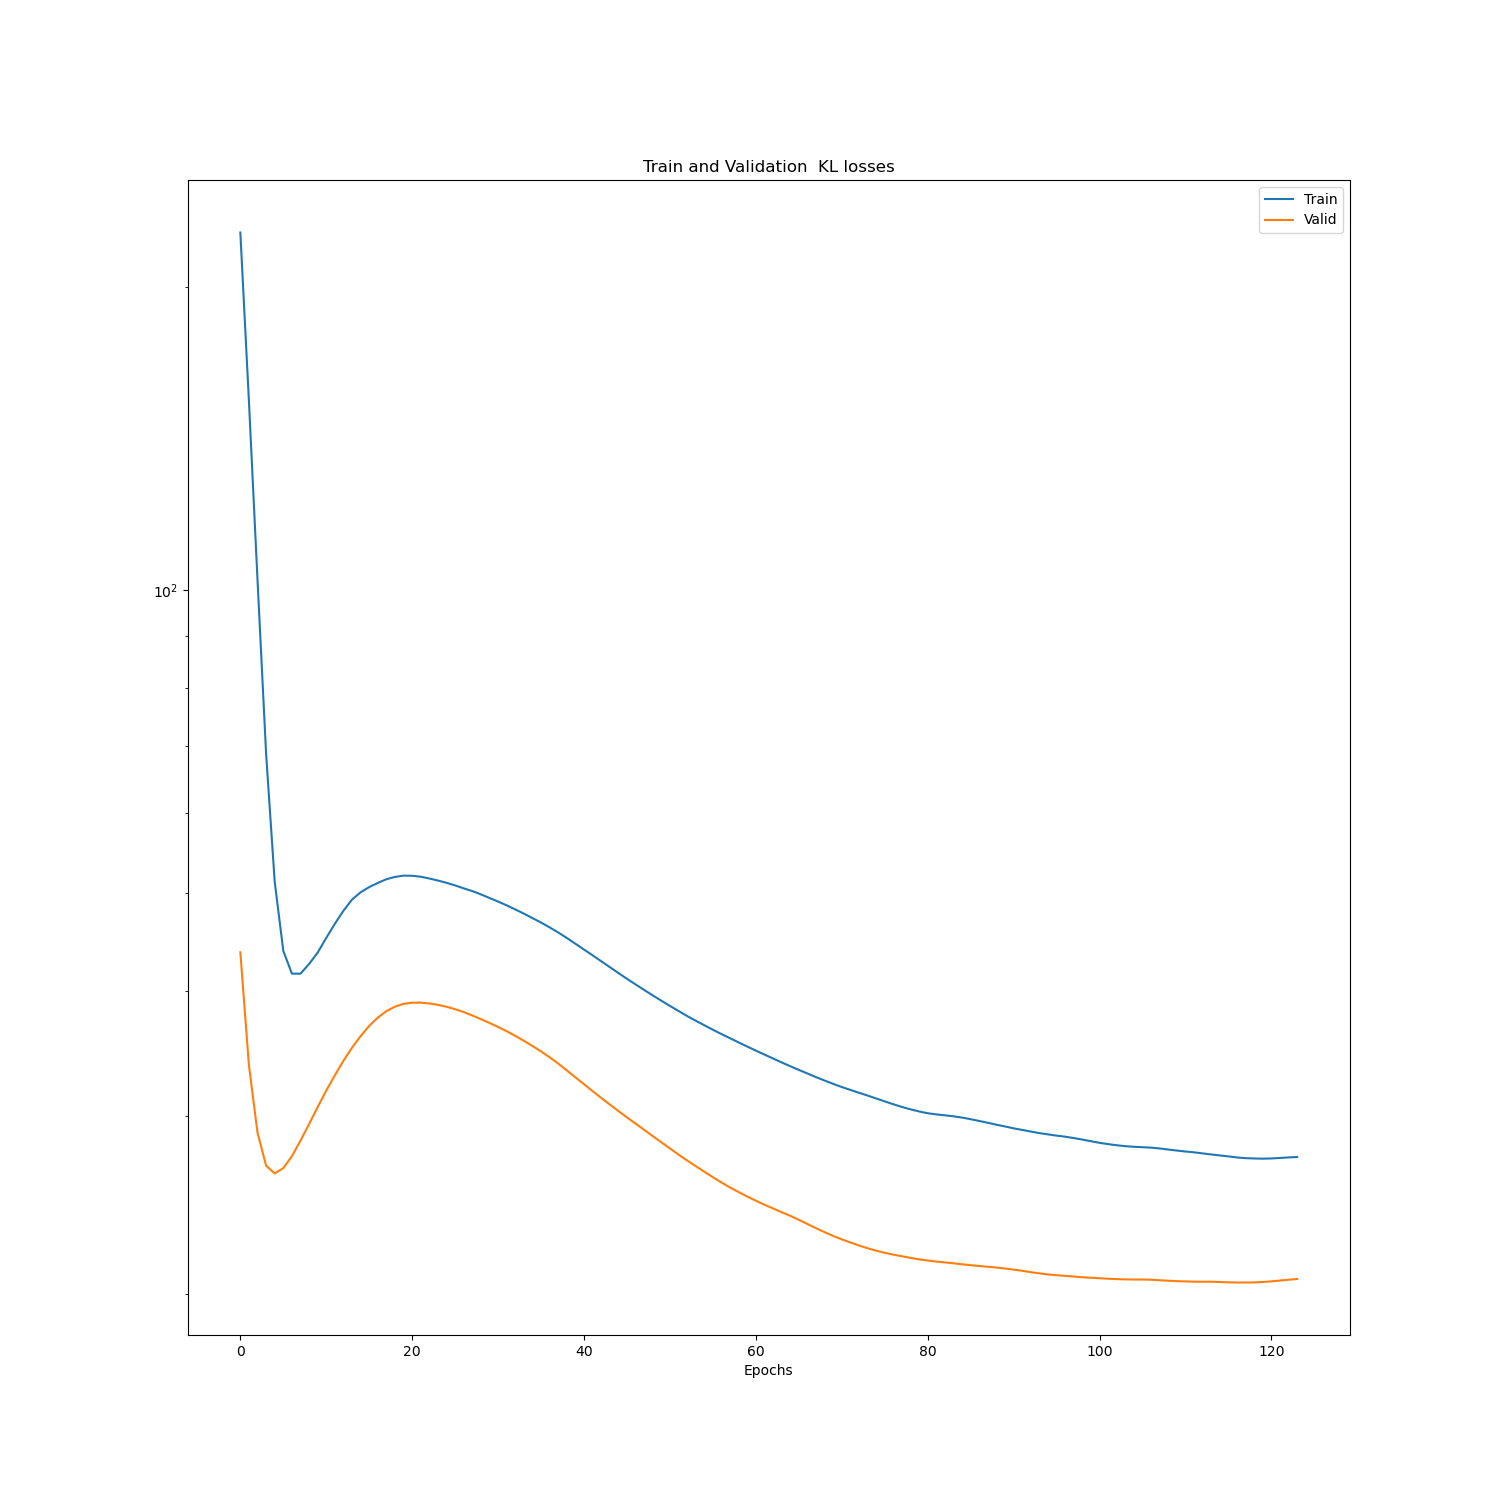 Train and Validation  KL losses
Train
Valid
10²
0 20 40 60 80 100 120
Epochs